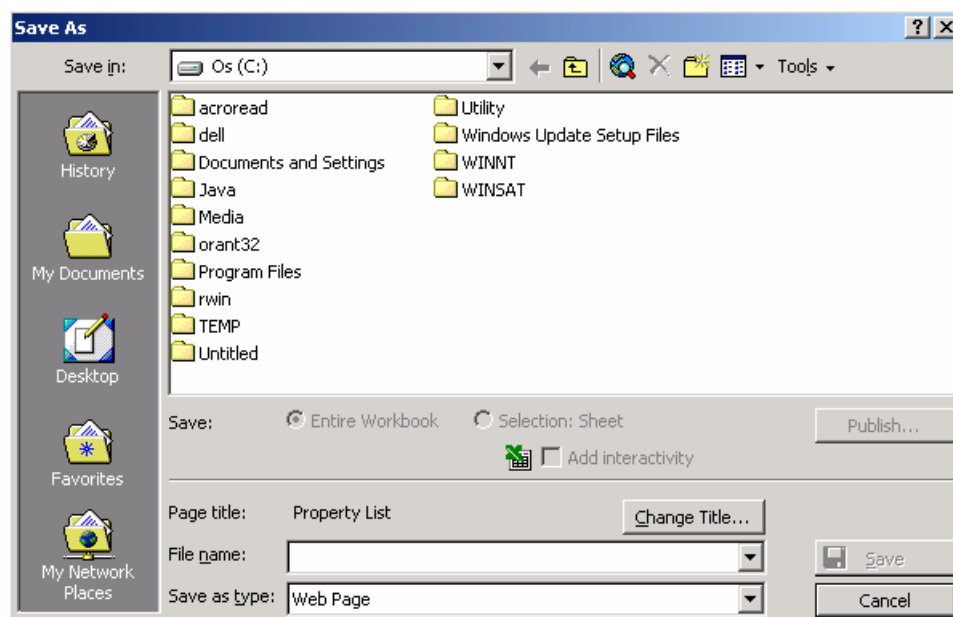 Save As
Save in:
Os (C:)
Tools
History
My Documents
Desktop
Favorites
My Network
Places
acroread
dell
Documents and Settings
Java
Media
orant32
Program Files
rwin
TEMP
Untitled
Utility
Windows Update Setup Files
WINNT
WINSAT
Save:
Entire Workbook
Selection: Sheet
Publish...
Add interactivity
Page title:
Property List
Change Title...
File name:
Save
Save as type:
Web Page
Cancel